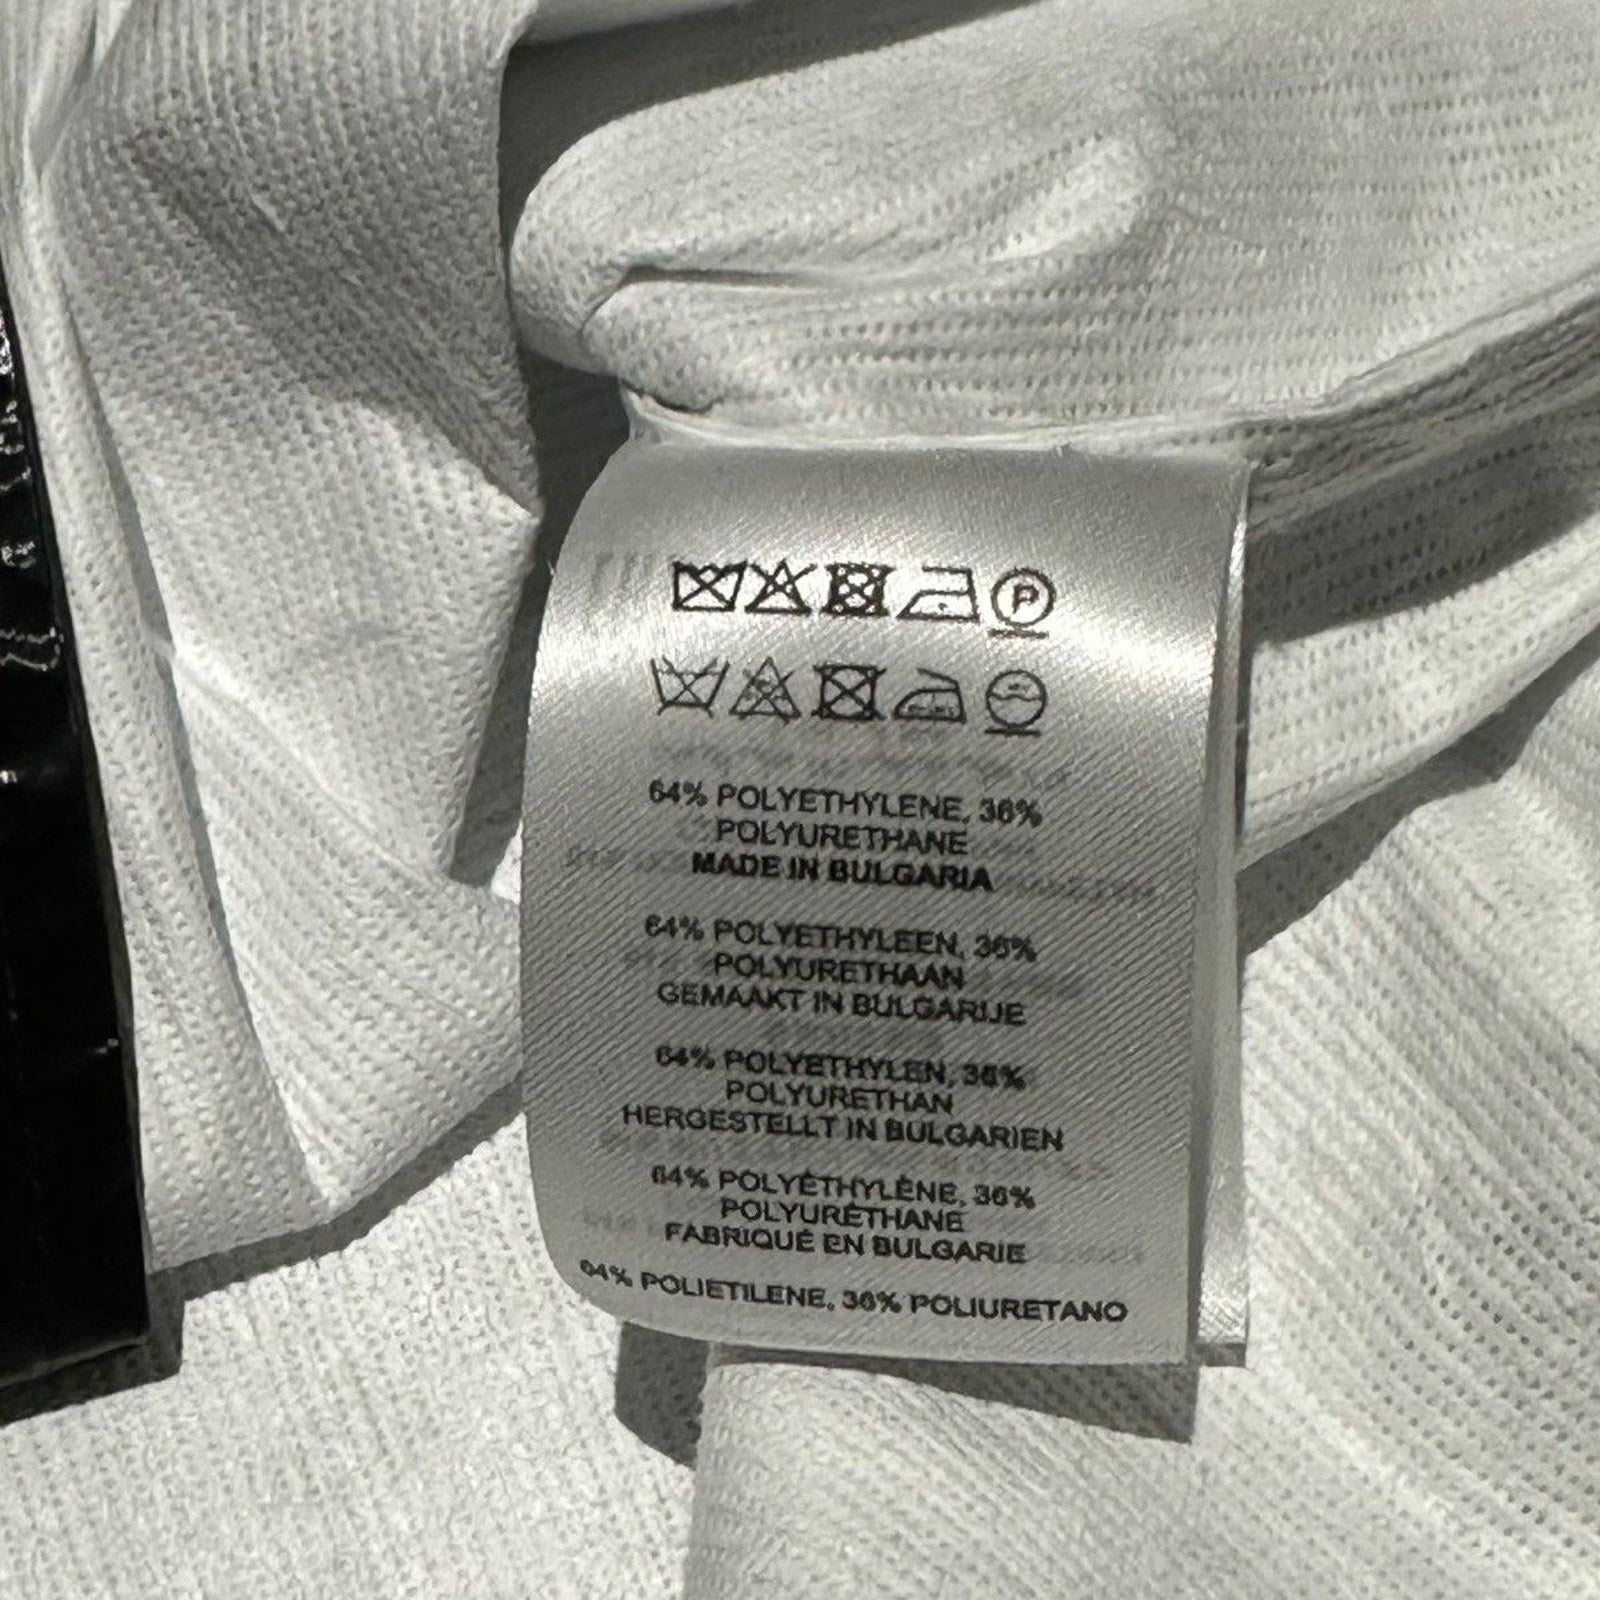 P
64% POLYETHYLENE, 36%
POLYURETHANE
MADE IN BULGARIA
64% POLYETHYLEEN, 36%
POLYURETHAAN
GEMAAKT IN BULGARIJE
64% POLYETHYLEN, 36%
POLYURETHAN
HERGESTELLT IN BULGARIEN
64% POLYÉTHYLÈNE, 36%
POLYURÉTHANE
FABRIQUÉ EN BULGARIE
64% POLIETILENE, 36% POLIURETANO